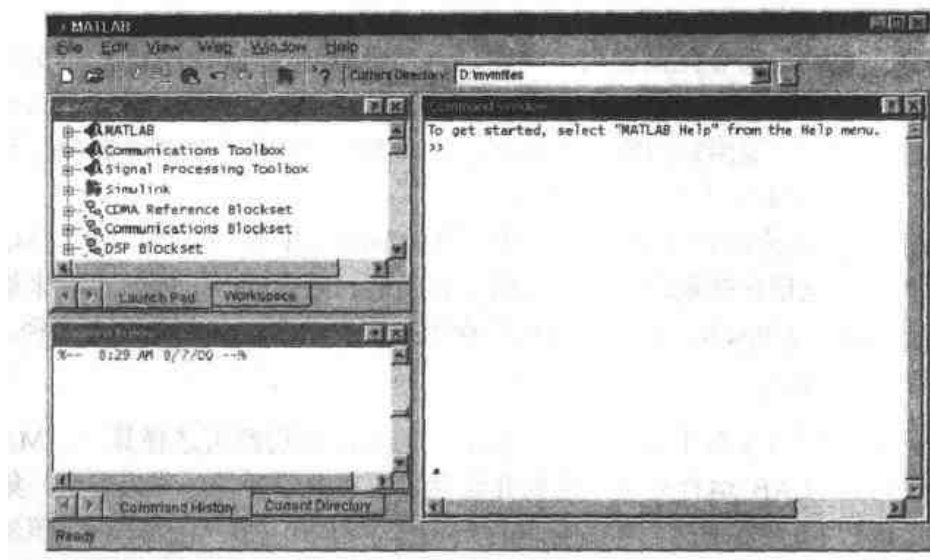 MATLAB
File Edit View Web Window Help
? Current Directory: D:\mymfiles
MATLAB
Communications Toolbox
Signal Processing Toolbox
Simulink
CDMA Reference Blockset
Communications Blockset
DSP Blockset
Launch Pad Workspace
%-- 8:29 AM 8/7/00 --%
Command History Current Directory
Ready
Command Window
To get started, select "MATLAB Help" from the Help menu.
>>